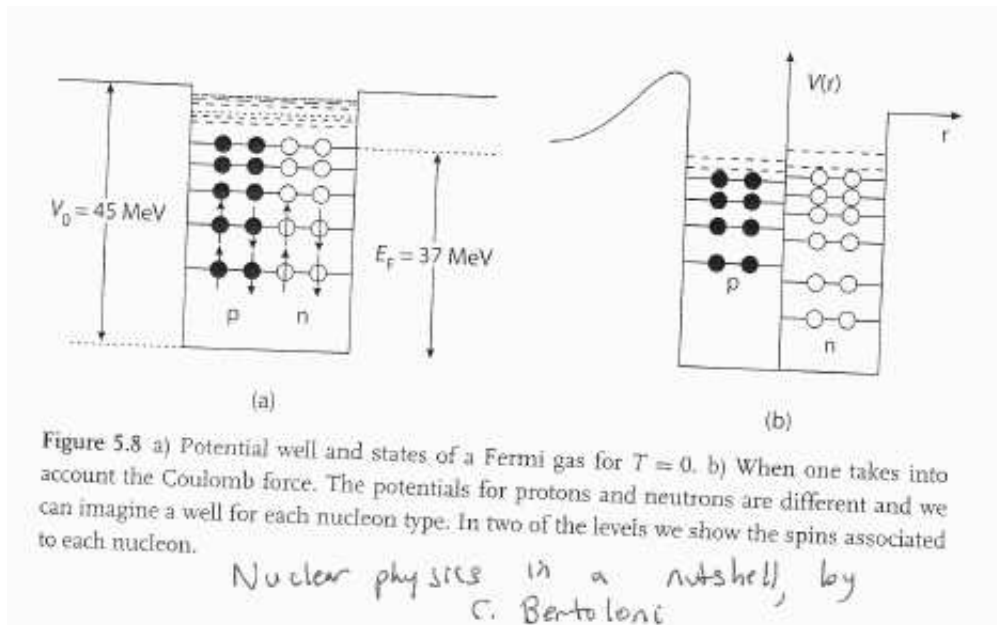 V(r)
r
V₀ = 45 MeV
E_F = 37 MeV
p n
p
n
(a)
(b)
Figure 5.8 a) Potential well and states of a Fermi gas for T = 0. b) When one takes into
account the Coulomb force. The potentials for protons and neutrons are different and we
can imagine a well for each nucleon type. In two of the levels we show the spins associated
to each nucleon.
Nuclear physics in a nutshell, by
C. Bertoloni